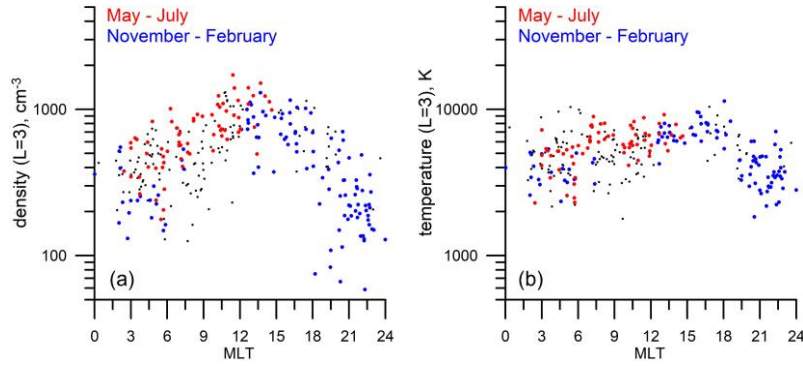 May - July
November - February
density (L=3), cm⁻³
1000
100
(a)
0 3 6 9 12 15 18 21 24
MLT
May - July
November - February
temperature (L=3), K
10000
1000
(b)
0 3 6 9 12 15 18 21 24
MLT